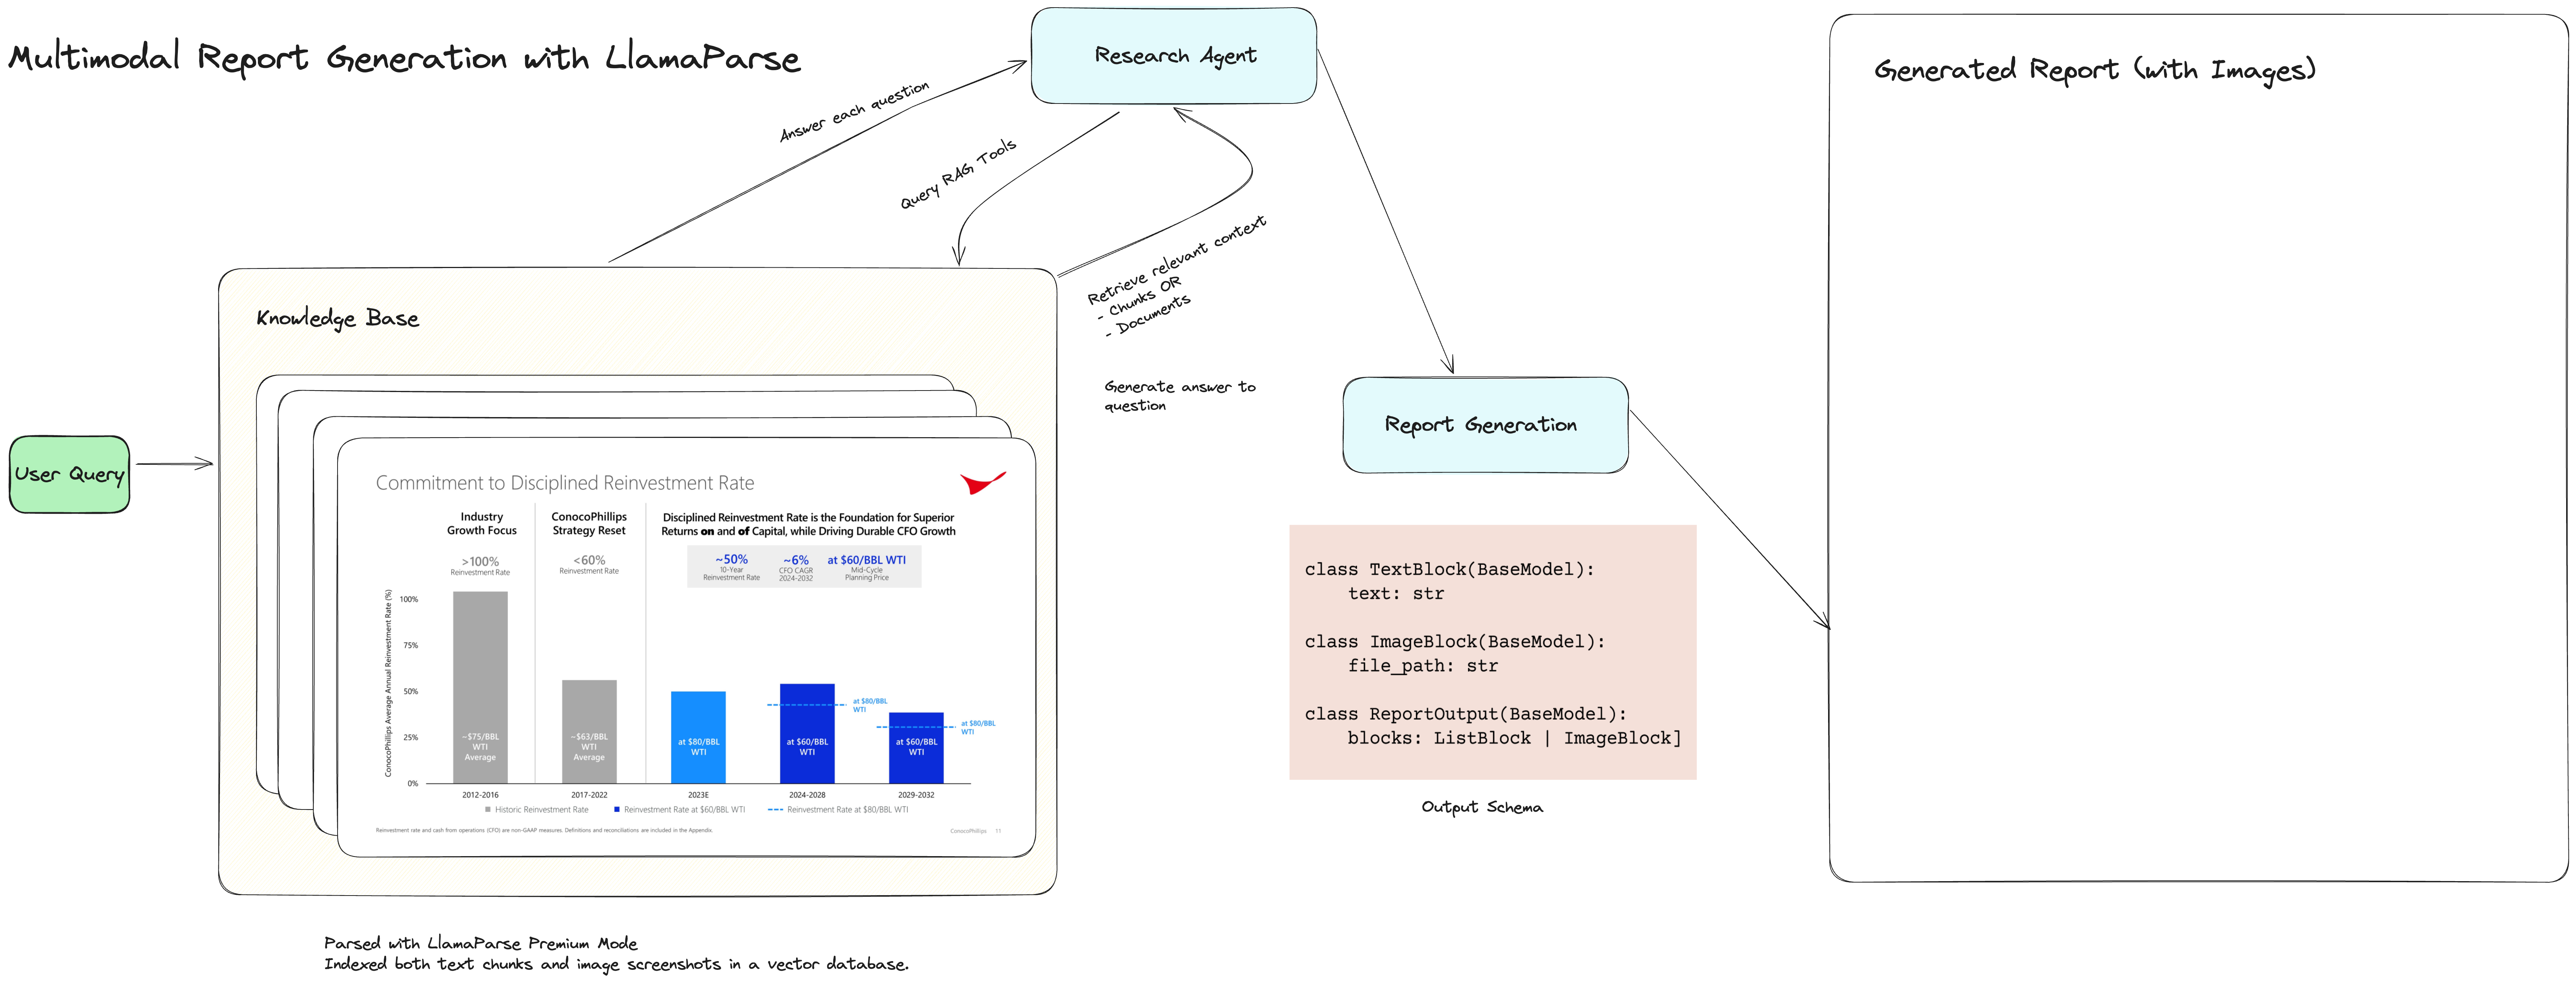 Multimodal Report Generation with LlamaParse
Research Agent
Generated Report (with Images)
Answer each question
Query RAG Tools
Retrieve relevant context
- Chunks OR
- Documents
Generate answer to
question
Knowledge Base
User Query
Commitment to Disciplined Reinvestment Rate
Industry
Growth Focus
>100%
Reinvestment Rate
ConocoPhillips
Strategy Reset
<60%
Reinvestment Rate
Disciplined Reinvestment Rate is the Foundation for Superior
Returns on and of Capital, while Driving Durable CFO Growth
~50%
10-Year
Reinvestment Rate
~6%
CFO CAGR
2024-2032
at $60/BBL WTI
Mid-Cycle
Planning Price
ConocoPhillips Average Annual Reinvestment Rate (%)
100%
75%
50%
25%
0%
~$75/BBL
WTI
Average
~$63/BBL
WTI
Average
at $80/BBL
WTI
at $60/BBL
WTI
at $80/BBL
WTI
at $60/BBL
WTI
at $80/BBL
WTI
2012-2016
2017-2022
2023E
2024-2028
2029-2032
Historic Reinvestment Rate
Reinvestment Rate at $60/BBL WTI
Reinvestment Rate at $80/BBL WTI
Reinvestment rate and cash from operations (CFO) are non-GAAP measures. Definitions and reconciliations are included in the Appendix.
ConocoPhillips 11
Parsed with LlamaParse Premium Mode
Indexed both text chunks and image screenshots in a vector database.
Report Generation
class TextBlock(BaseModel):
text: str
class ImageBlock(BaseModel):
file_path: str
class ReportOutput(BaseModel):
blocks: ListBlock | ImageBlock]
Output Schema